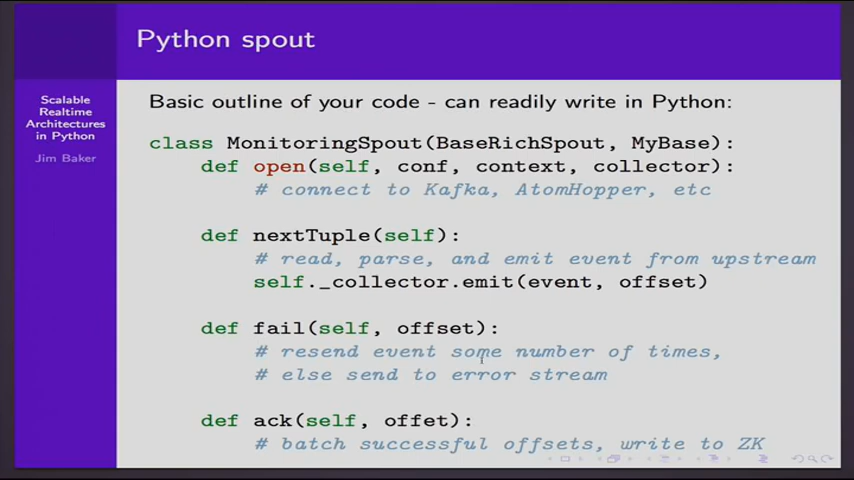 Python spout
Scalable
Realtime
Architectures
in Python
Jim Baker
Basic outline of your code - can readily write in Python:
class MonitoringSpout(BaseRichSpout, MyBase):
def open(self, conf, context, collector):
# connect to Kafka, AtomHopper, etc
def nextTuple(self):
# read, parse, and emit event from upstream
self._collector.emit(event, offset)
def fail(self, offset):
# resend event some number of times,
# else send to error stream
def ack(self, offet):
# batch successful offsets, write to ZK